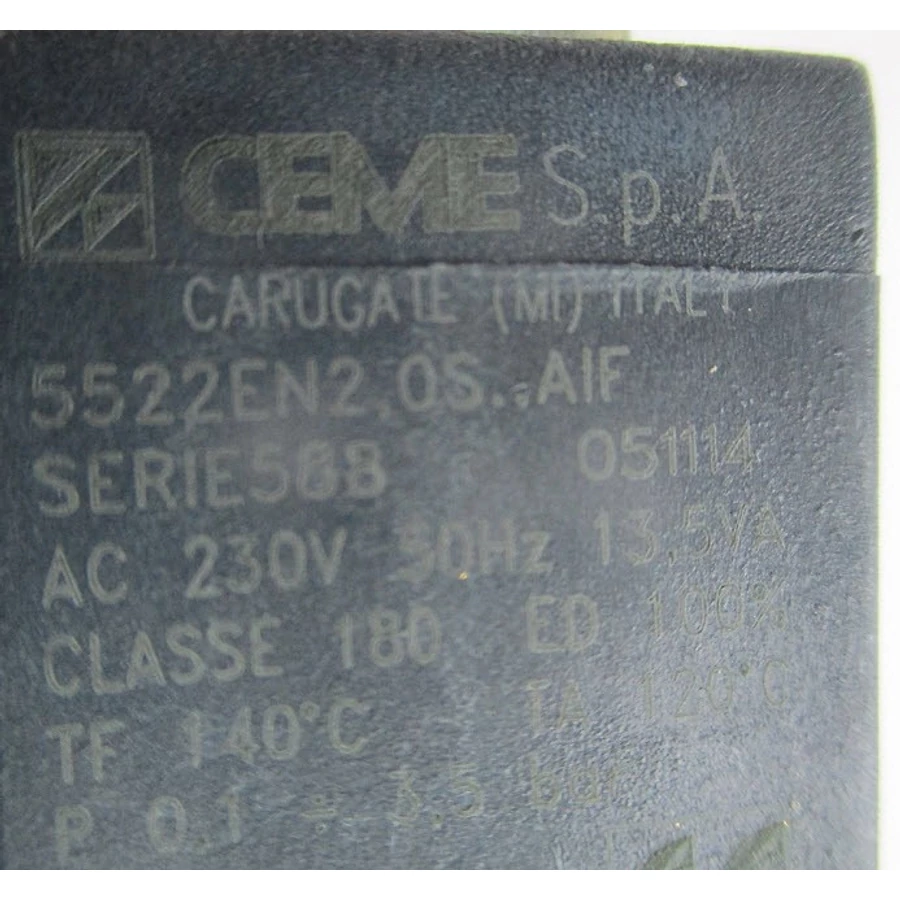 CEME S.p.A.
CARUGATE (MI) ITALY
5522EN2,0S..AIF
SERIE588 051114
AC 230V 50Hz 13,5VA
CLASSE 180 ED 100%
TF 140°C TA 120°C
P 0,1 ÷ 3,5 bar